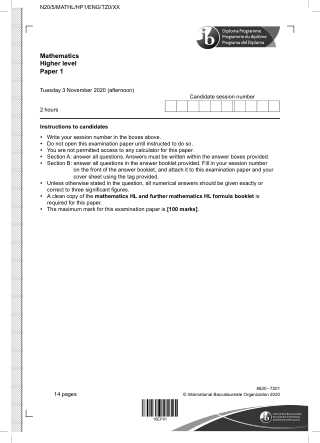 N20/5/MATHL/HP1/ENG/TZ0/XX
Diploma Programme
Programme du diplôme
Programa del Diploma
Mathematics
Higher level
Paper 1
Tuesday 3 November 2020 (afternoon)
Candidate session number
2 hours
Instructions to candidates
• Write your session number in the boxes above.
• Do not open this examination paper until instructed to do so.
• You are not permitted access to any calculator for this paper.
• Section A: answer all questions. Answers must be written within the answer boxes provided.
• Section B: answer all questions in the answer booklet provided. Fill in your session number
on the front of the answer booklet, and attach it to this examination paper and your
cover sheet using the tag provided.
• Unless otherwise stated in the question, all numerical answers should be given exactly or
correct to three significant figures.
• A clean copy of the mathematics HL and further mathematics HL formula booklet is
required for this paper.
• The maximum mark for this examination paper is [100 marks].
8820–7201
14 pages
© International Baccalaureate Organization 2020
16EP01